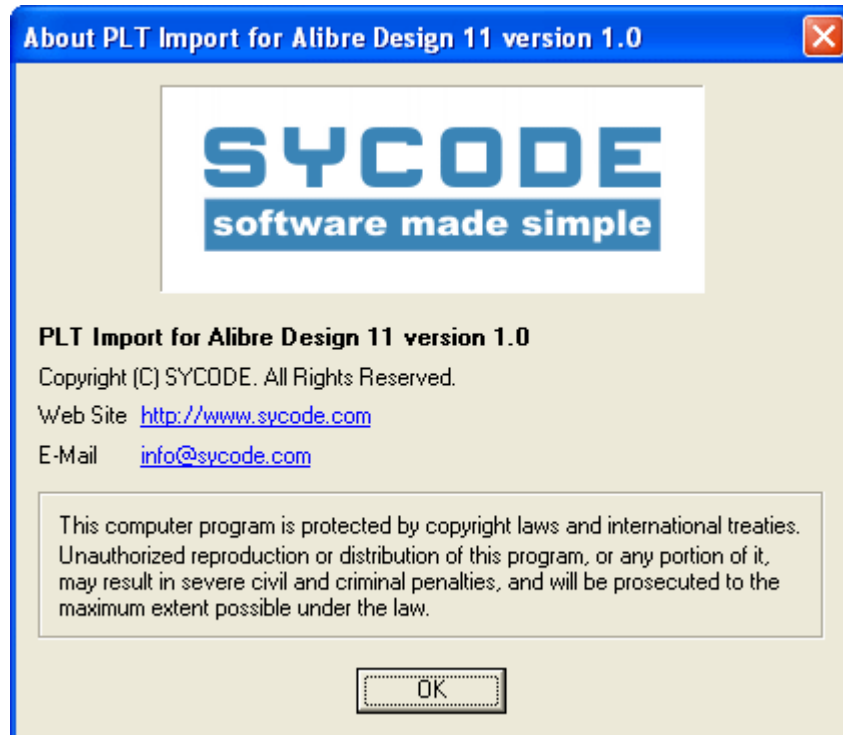 About PLT Import for Alibre Design 11 version 1.0
SYCODE
software made simple
PLT Import for Alibre Design 11 version 1.0
Copyright (C) SYCODE. All Rights Reserved.
Web Site http://www.sycode.com
E-Mail info@sycode.com
This computer program is protected by copyright laws and international treaties.
Unauthorized reproduction or distribution of this program, or any portion of it,
may result in severe civil and criminal penalties, and will be prosecuted to the
maximum extent possible under the law.
OK